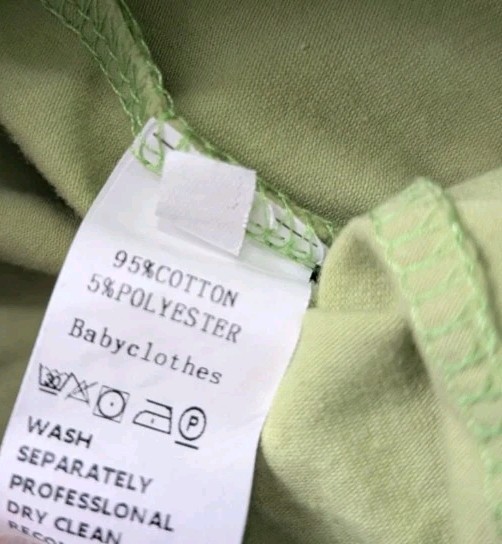 95%COTTON
5%POLYESTER
Babyclothes
P
WASH
SEPARATELY
PROFESSLONAL
DRY CLEAN